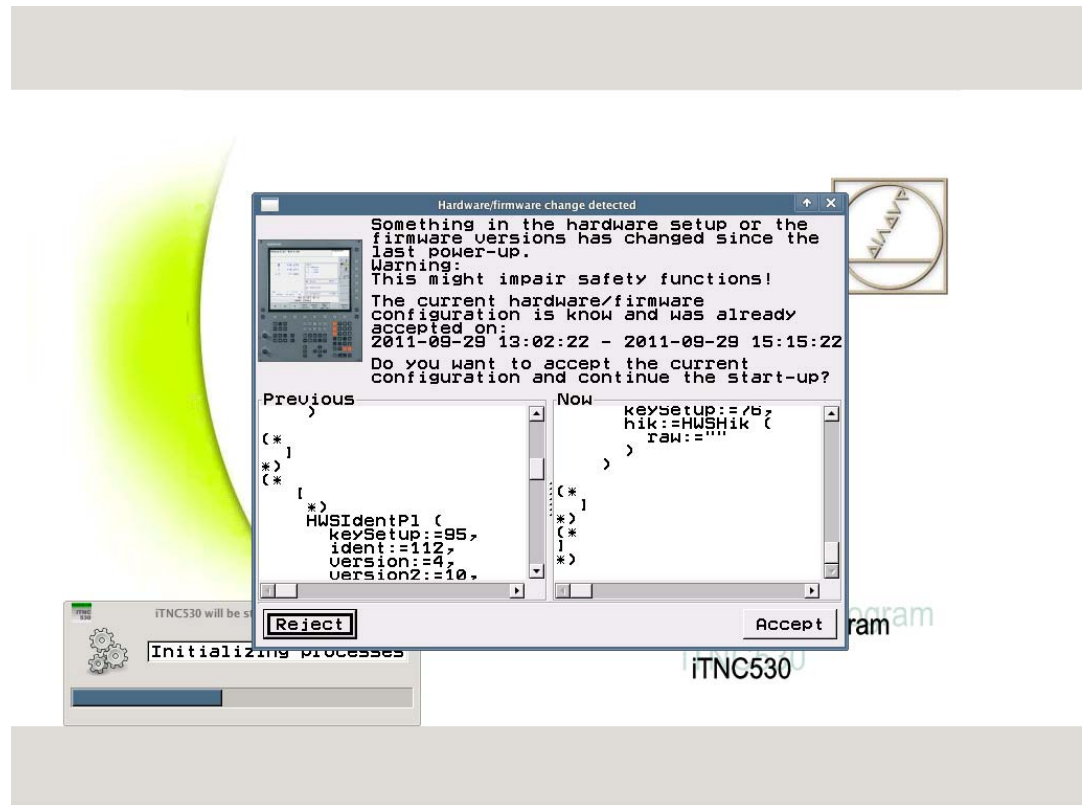 Hardware/firmware change detected
Something in the hardware setup or the
firmware versions has changed since the
last power-up.
Warning:
This might impair safety functions!
The current hardware/firmware
configuration is know and was already
accepted on:
2011-09-29 13:02:22 - 2011-09-29 15:15:22
Do you want to accept the current
configuration and continue the start-up?
Previous
)
(*
]
*)
(*
[
*)
HWSIdentPl (
keySetup:=95,
ident:=112,
version:=4,
version2:=10,
Now
keySetup:=76,
hik:=HWSHik (
raw:=""
)
)
(*
]
*)
(*
]
*)
Reject
Accept
iTNC530 will be
Initializing processes
iTNC530